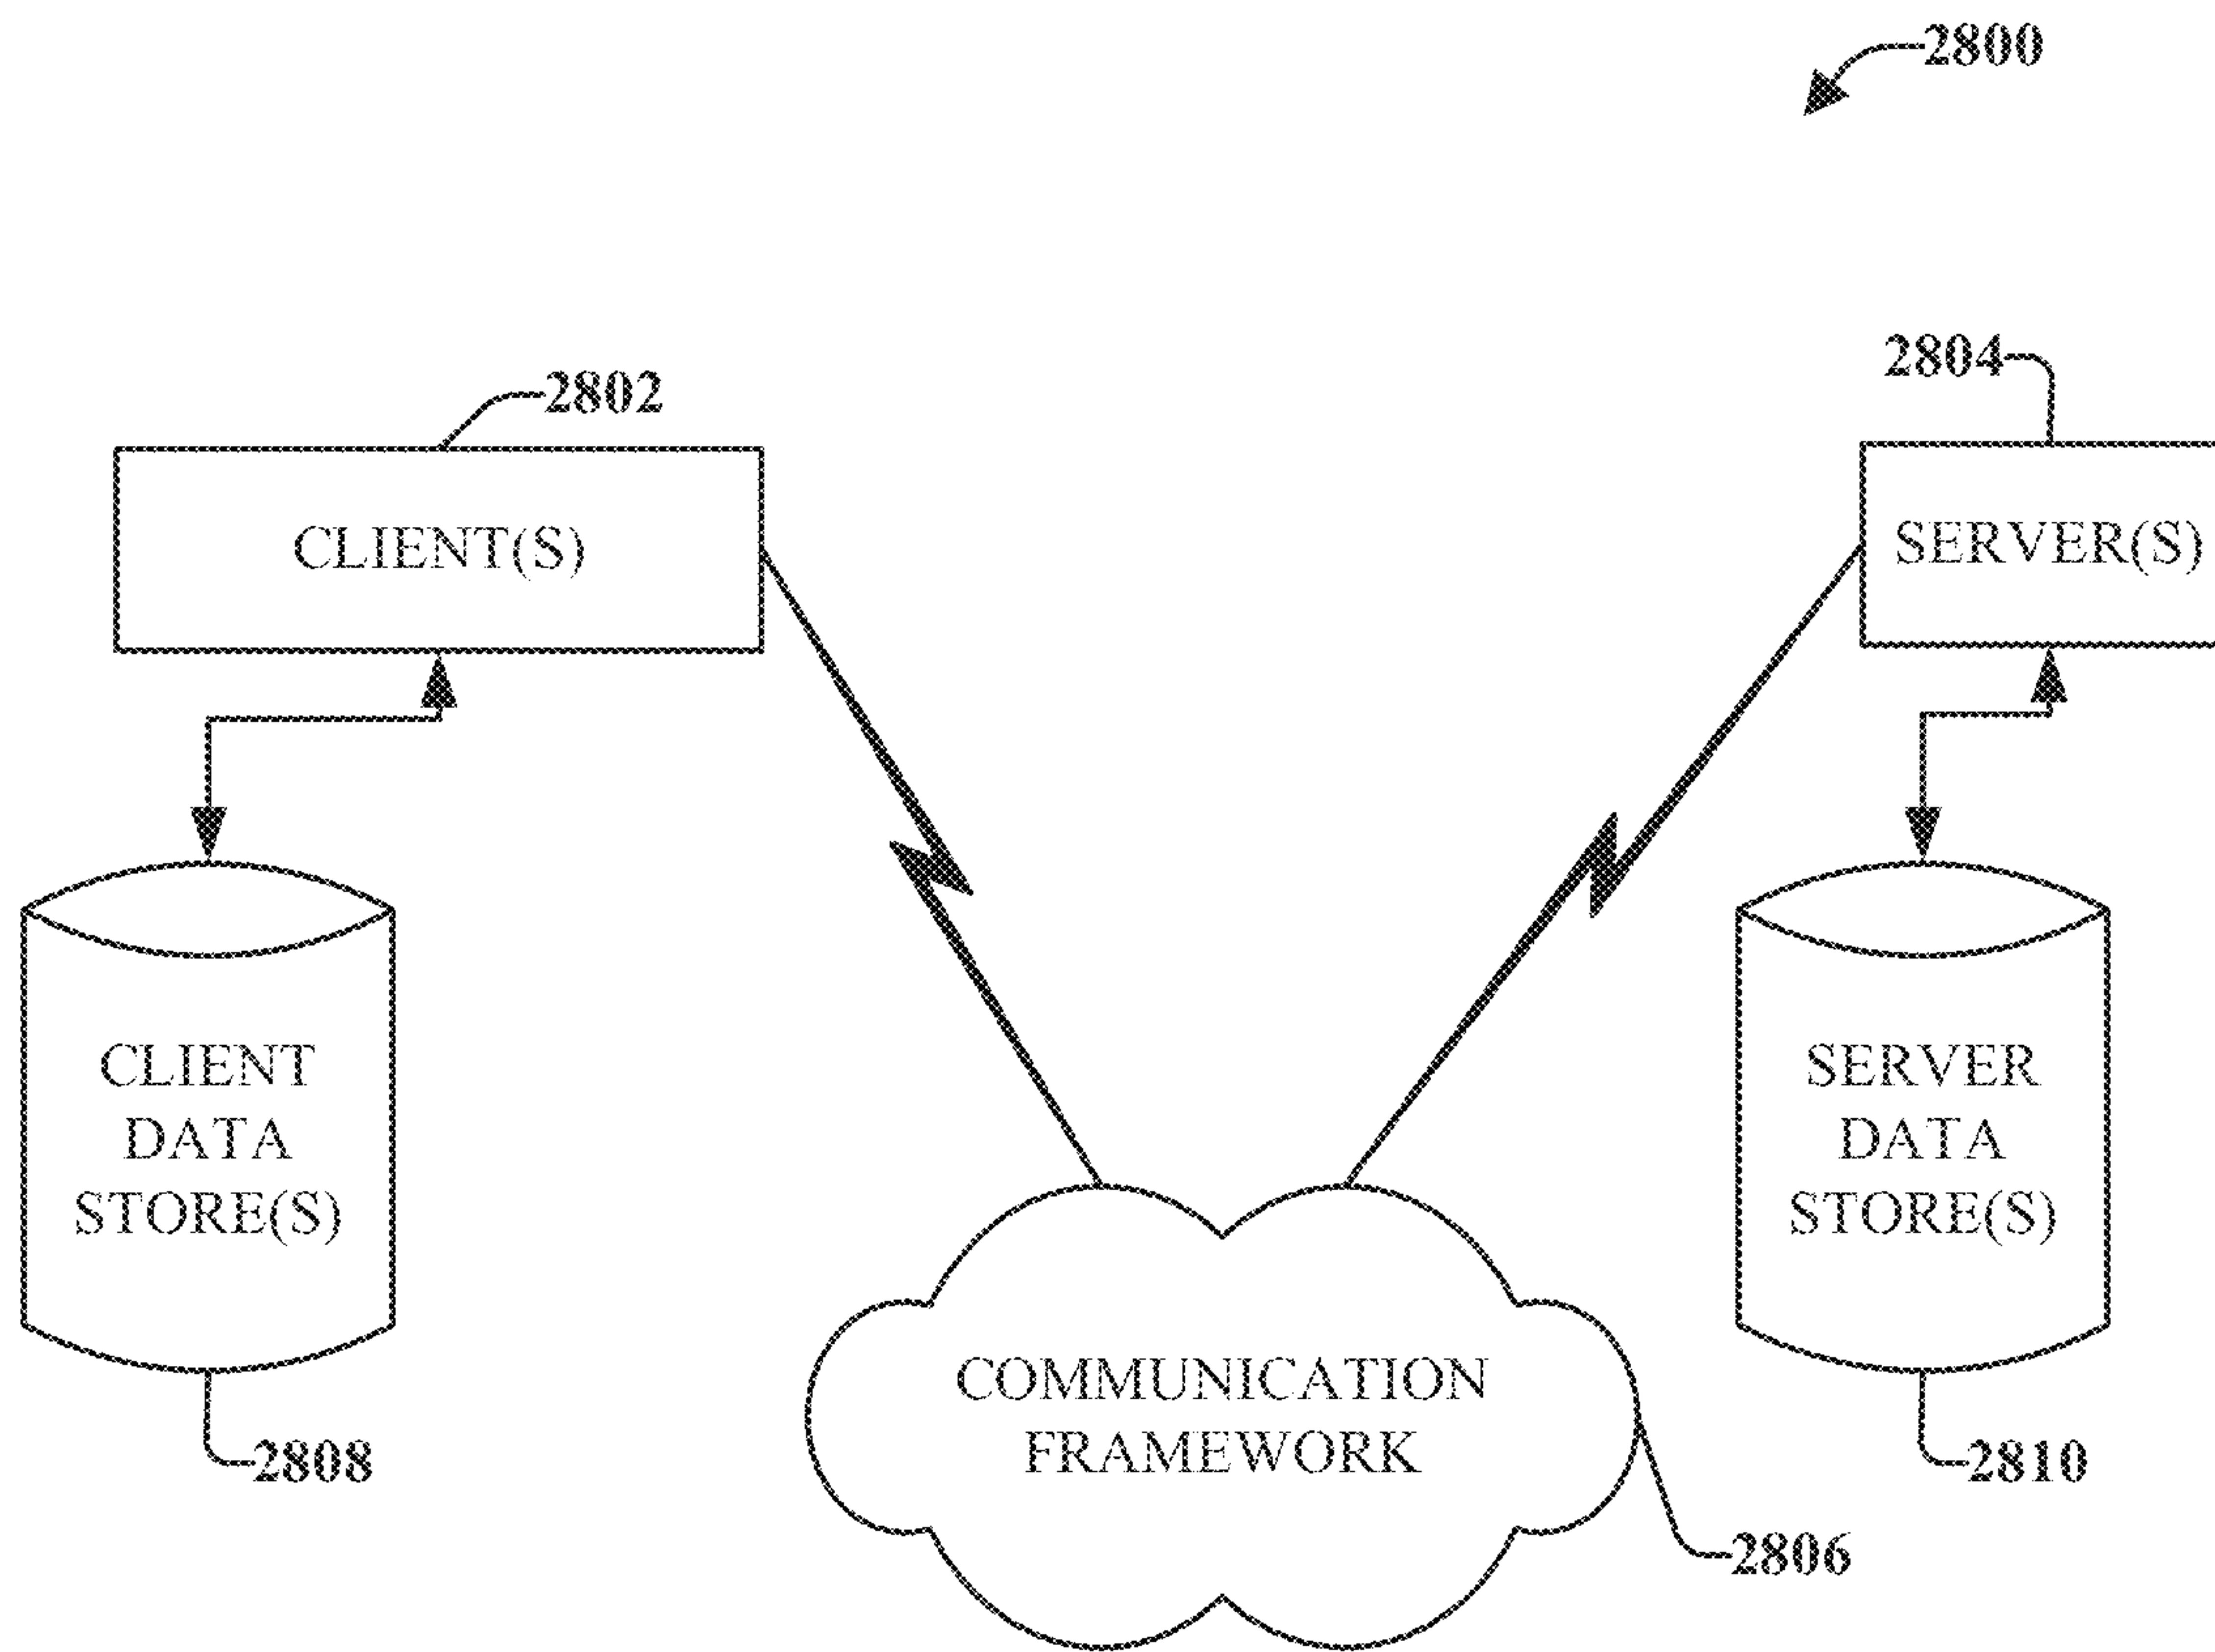 2800
2802
2804
CLIENT(S)
SERVER(S)
CLIENT
DATA
STORE(S)
SERVER
DATA
STORE(S)
COMMUNICATION
FRAMEWORK
2808
2810
2806